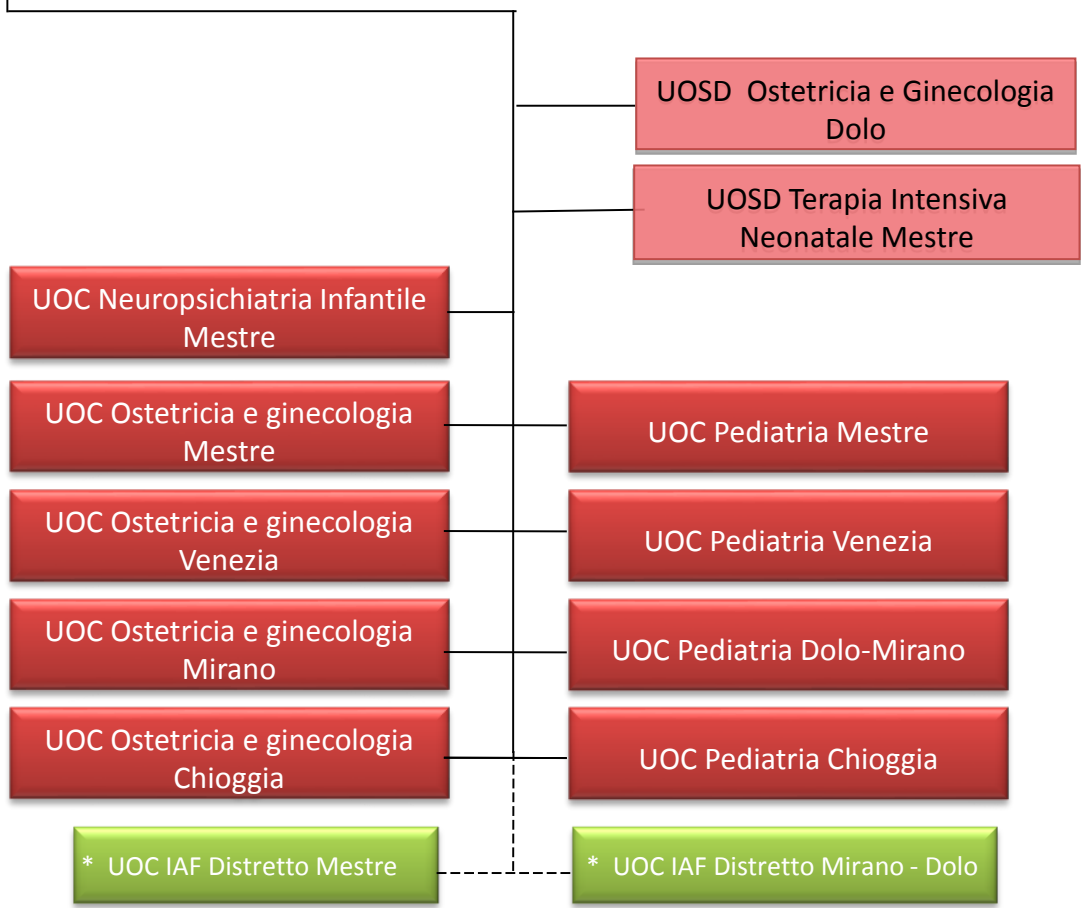 UOSD Ostetricia e Ginecologia
Dolo
UOSD Terapia Intensiva
Neonatale Mestre
UOC Neuropsichiatria Infantile
Mestre
UOC Ostetricia e ginecologia
Mestre
UOC Pediatria Mestre
UOC Ostetricia e ginecologia
Venezia
UOC Pediatria Venezia
UOC Ostetricia e ginecologia
Mirano
UOC Pediatria Dolo-Mirano
UOC Ostetricia e ginecologia
Chioggia
UOC Pediatria Chioggia
* UOC IAF Distretto Mestre
* UOC IAF Distretto Mirano - Dolo